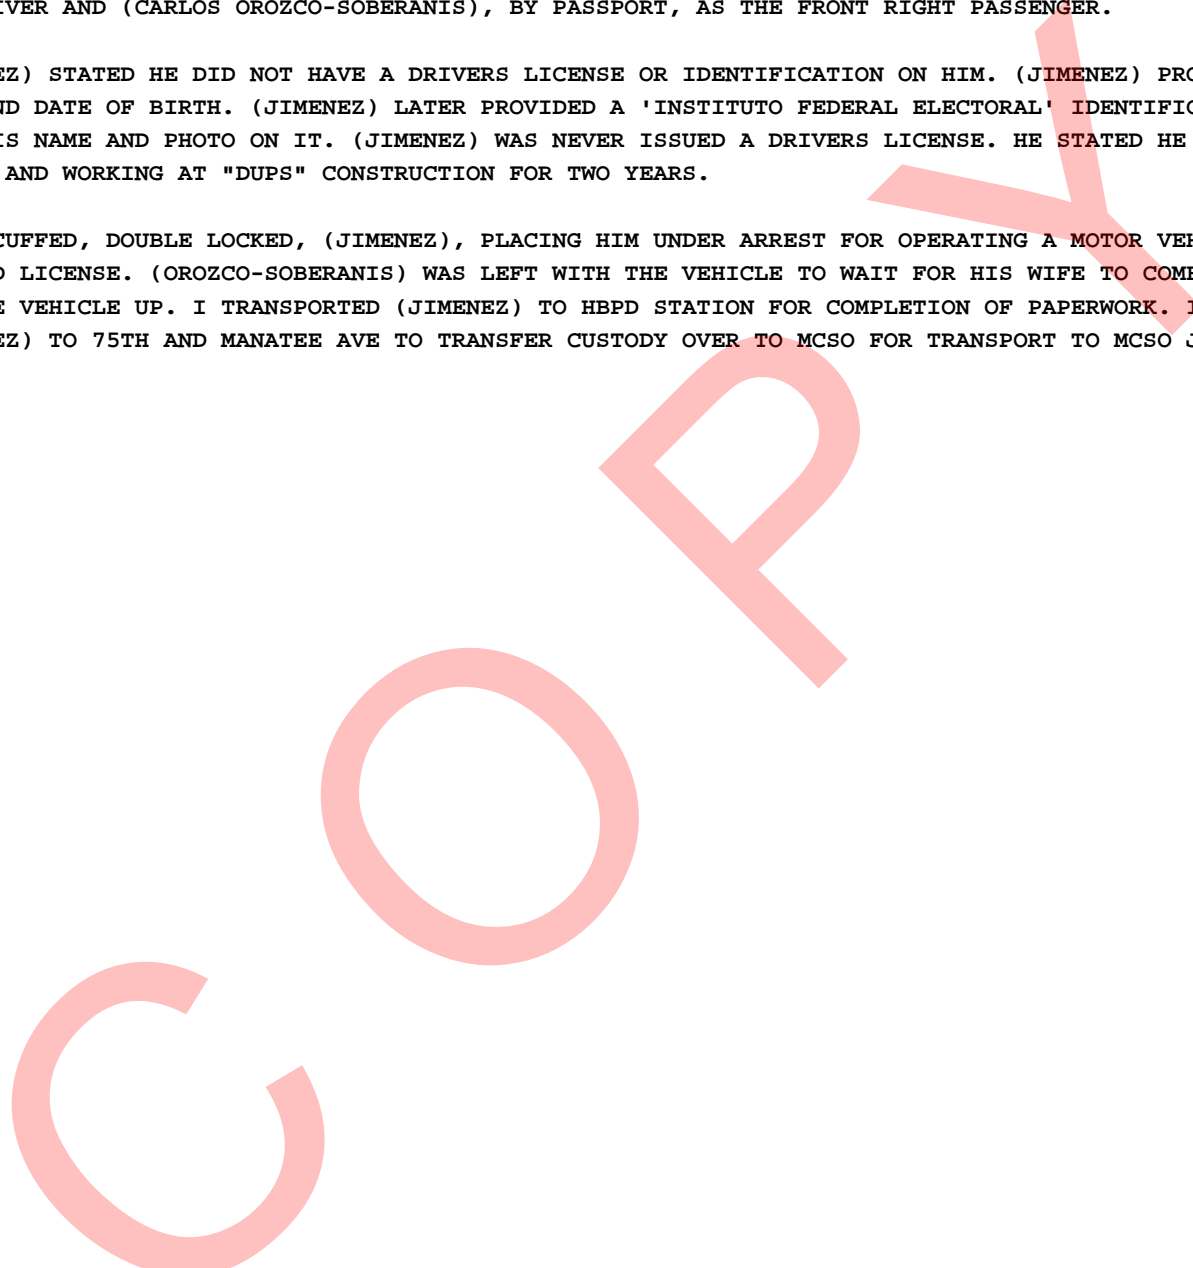 IVER AND (CARLOS OROZCO-SOBERANIS), BY PASSPORT, AS THE FRONT RIGHT PASSENGER.
EZ) STATED HE DID NOT HAVE A DRIVERS LICENSE OR IDENTIFICATION ON HIM. (JIMENEZ) PRO
ND DATE OF BIRTH. (JIMENEZ) LATER PROVIDED A 'INSTITUTO FEDERAL ELECTORAL' IDENTIFIC
IS NAME AND PHOTO ON IT. (JIMENEZ) WAS NEVER ISSUED A DRIVERS LICENSE. HE STATED HE
AND WORKING AT "DUPS" CONSTRUCTION FOR TWO YEARS.
CUFFED, DOUBLE LOCKED, (JIMENEZ), PLACING HIM UNDER ARREST FOR OPERATING A MOTOR VEH
D LICENSE. (OROZCO-SOBERANIS) WAS LEFT WITH THE VEHICLE TO WAIT FOR HIS WIFE TO COME
E VEHICLE UP. I TRANSPORTED (JIMENEZ) TO HBPD STATION FOR COMPLETION OF PAPERWORK. I
EZ) TO 75TH AND MANATEE AVE TO TRANSFER CUSTODY OVER TO MCSO FOR TRANSPORT TO MCSO J
COPY